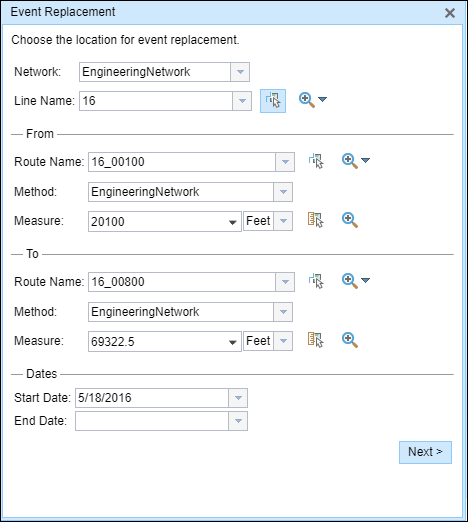 Event Replacement
Choose the location for event replacement.
Network: EngineeringNetwork
Line Name: 16
From
Route Name: 16_00100
Method: EngineeringNetwork
Measure: 20100 Feet
To
Route Name: 16_00800
Method: EngineeringNetwork
Measure: 69322.5 Feet
Dates
Start Date: 5/18/2016
End Date:
Next >